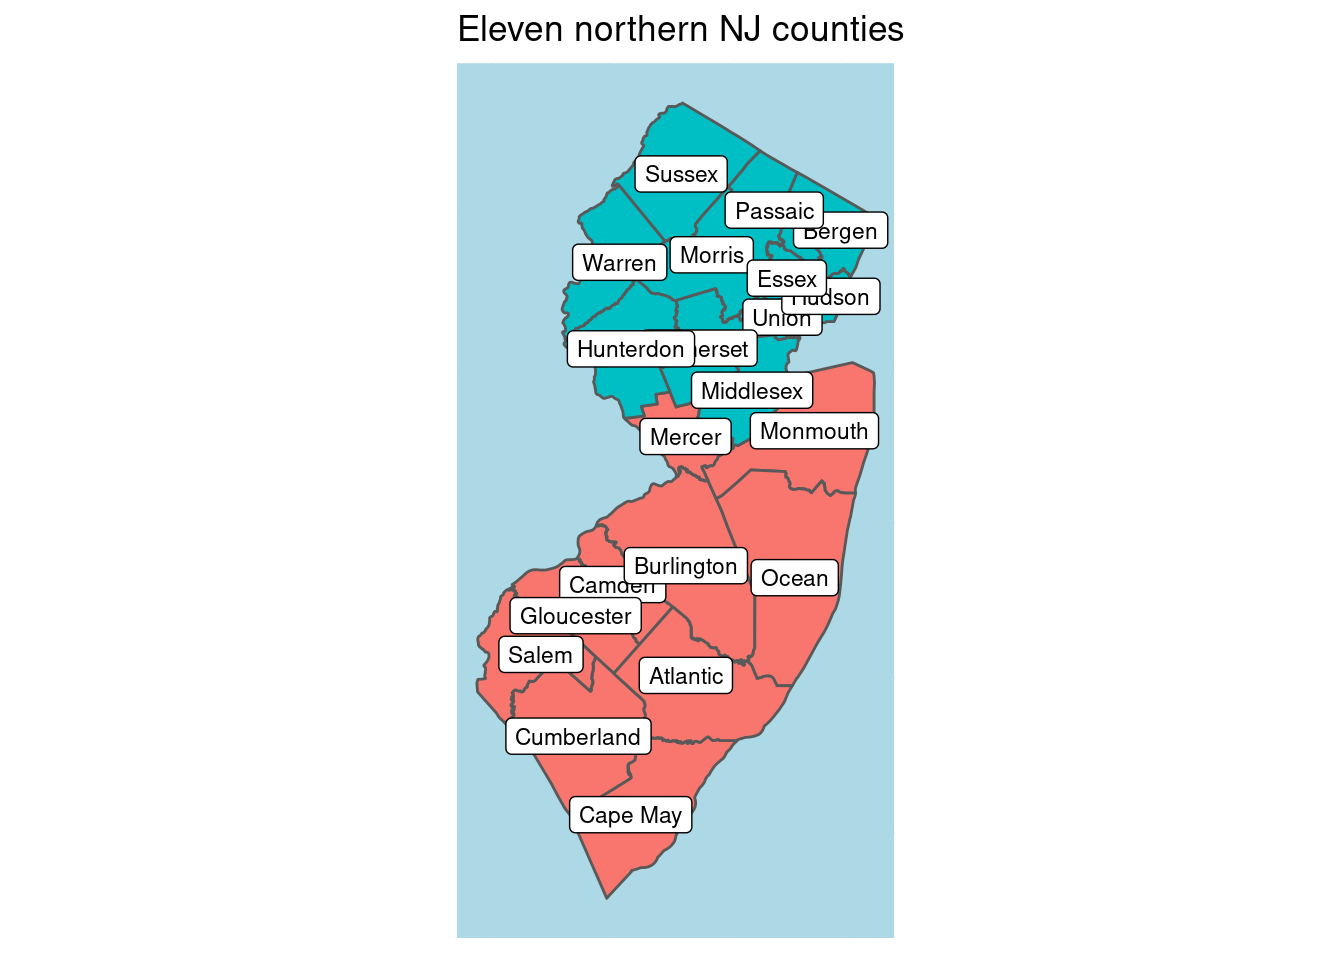 Eleven northern NJ counties
Sussex
Passaic
Bergen
Morris
Warren
Essex
Hudson
Union
Hunterdon
erset
Middlesex
Monmouth
Mercer
Burlington
Ocean
Camden
Gloucester
Salem
Atlantic
Cumberland
Cape May